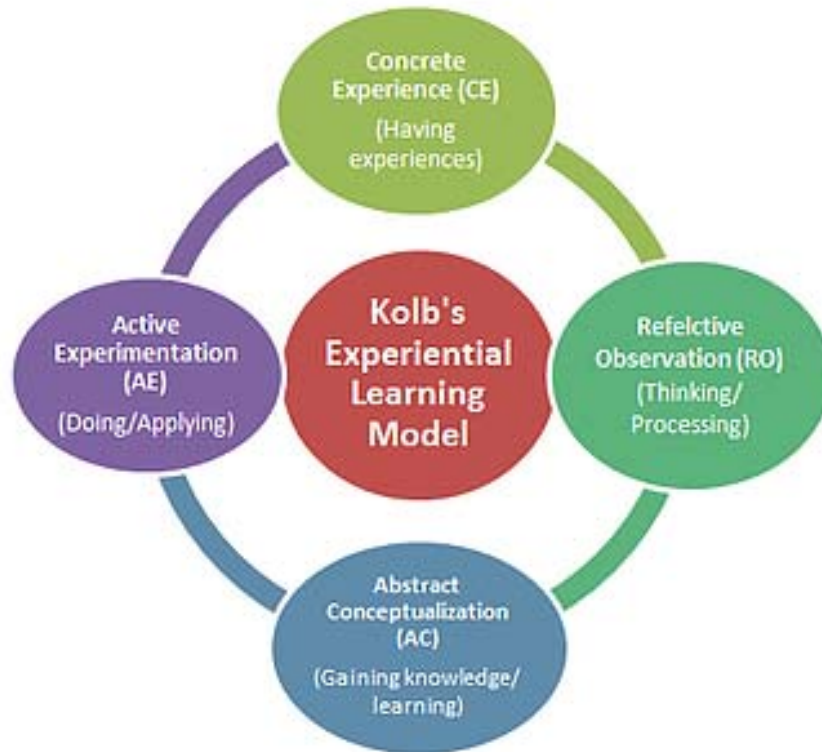 Concrete
Experience (CE)
(Having
experiences)
Kolb's
Experiential
Learning
Model
Refelctive
Observation (RO)
(Thinking/
Processing)
Abstract
Conceptualization
(AC)
(Gaining knowledge/
learning)
Active
Experimentation
(AE)
(Doing/Applying)